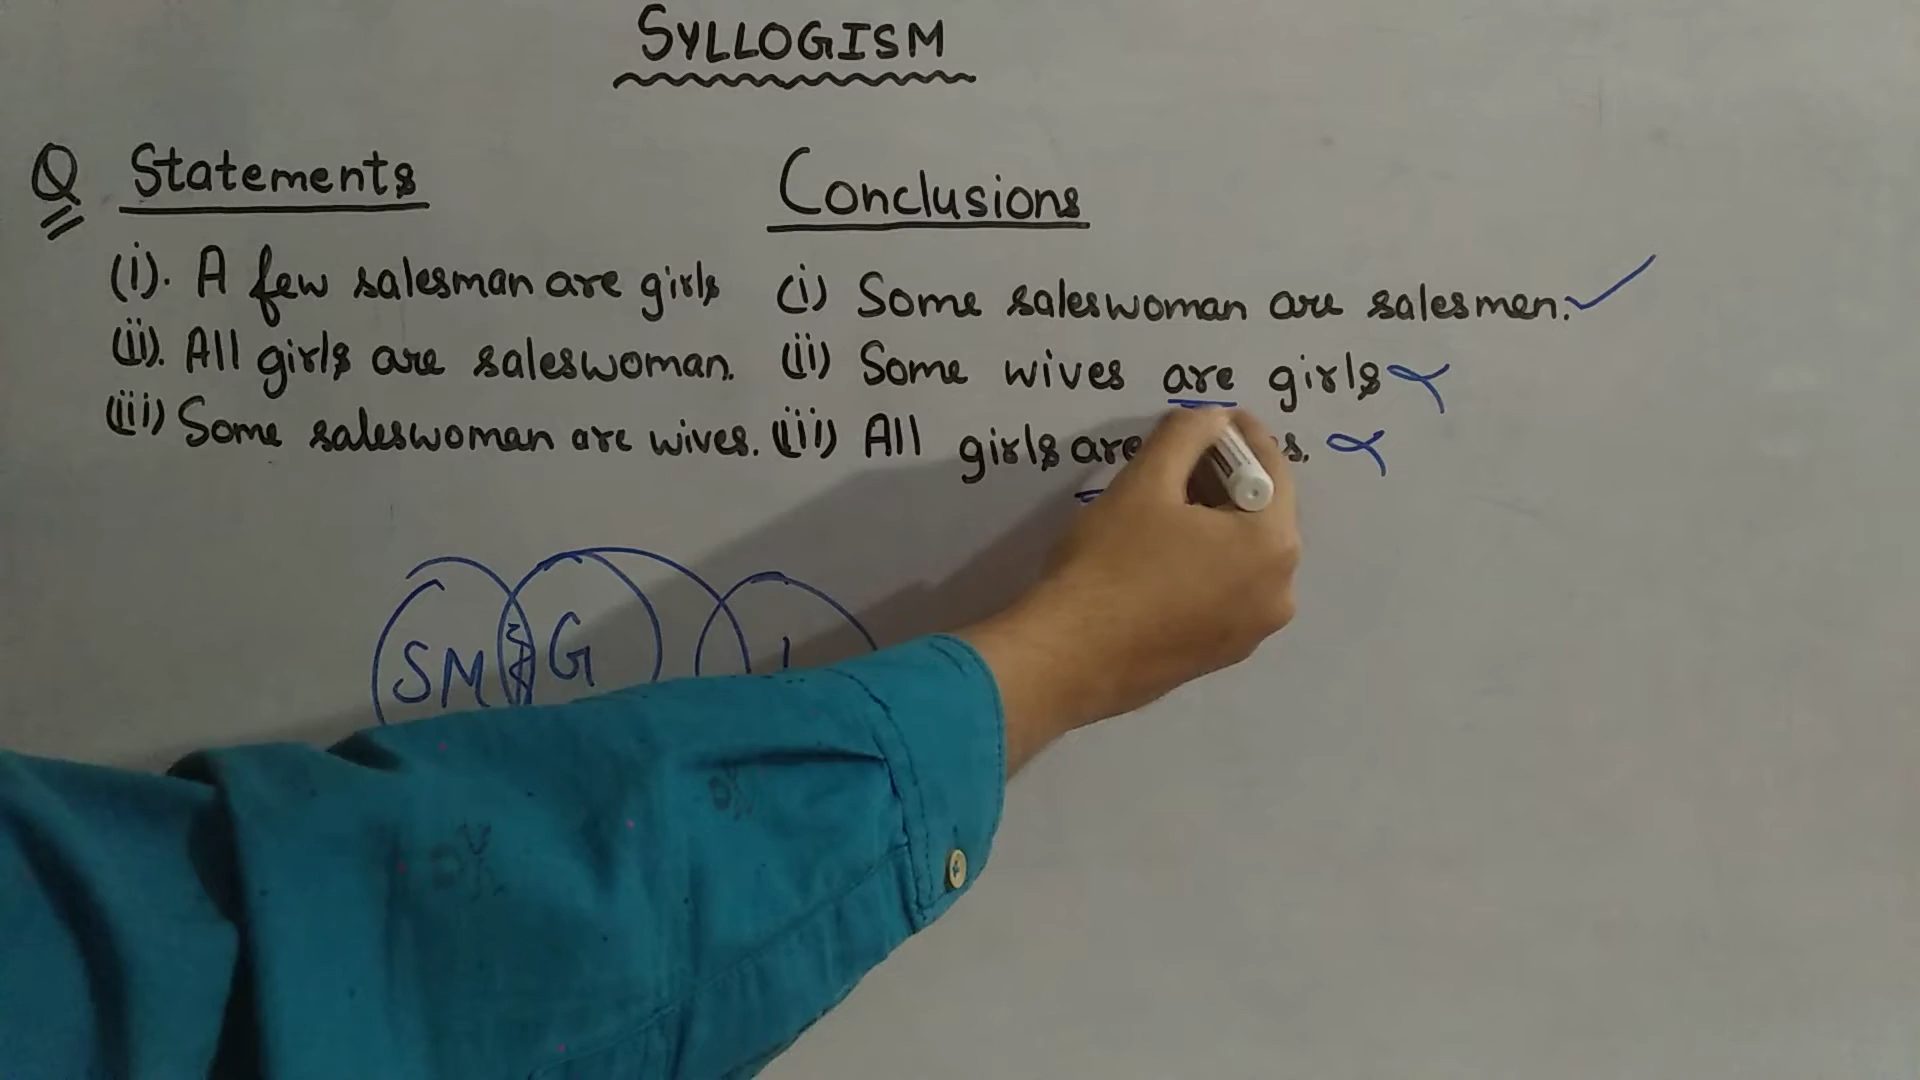 SYLLOGISM
Q Statements
(i). A few salesman are girls
(ii). All girls are saleswoman.
(iii) Some saleswoman are wives.
Conclusions
(i) Some saleswoman are salesmen.
(ii) Some wives are girls
(iii) All girls are
SM G